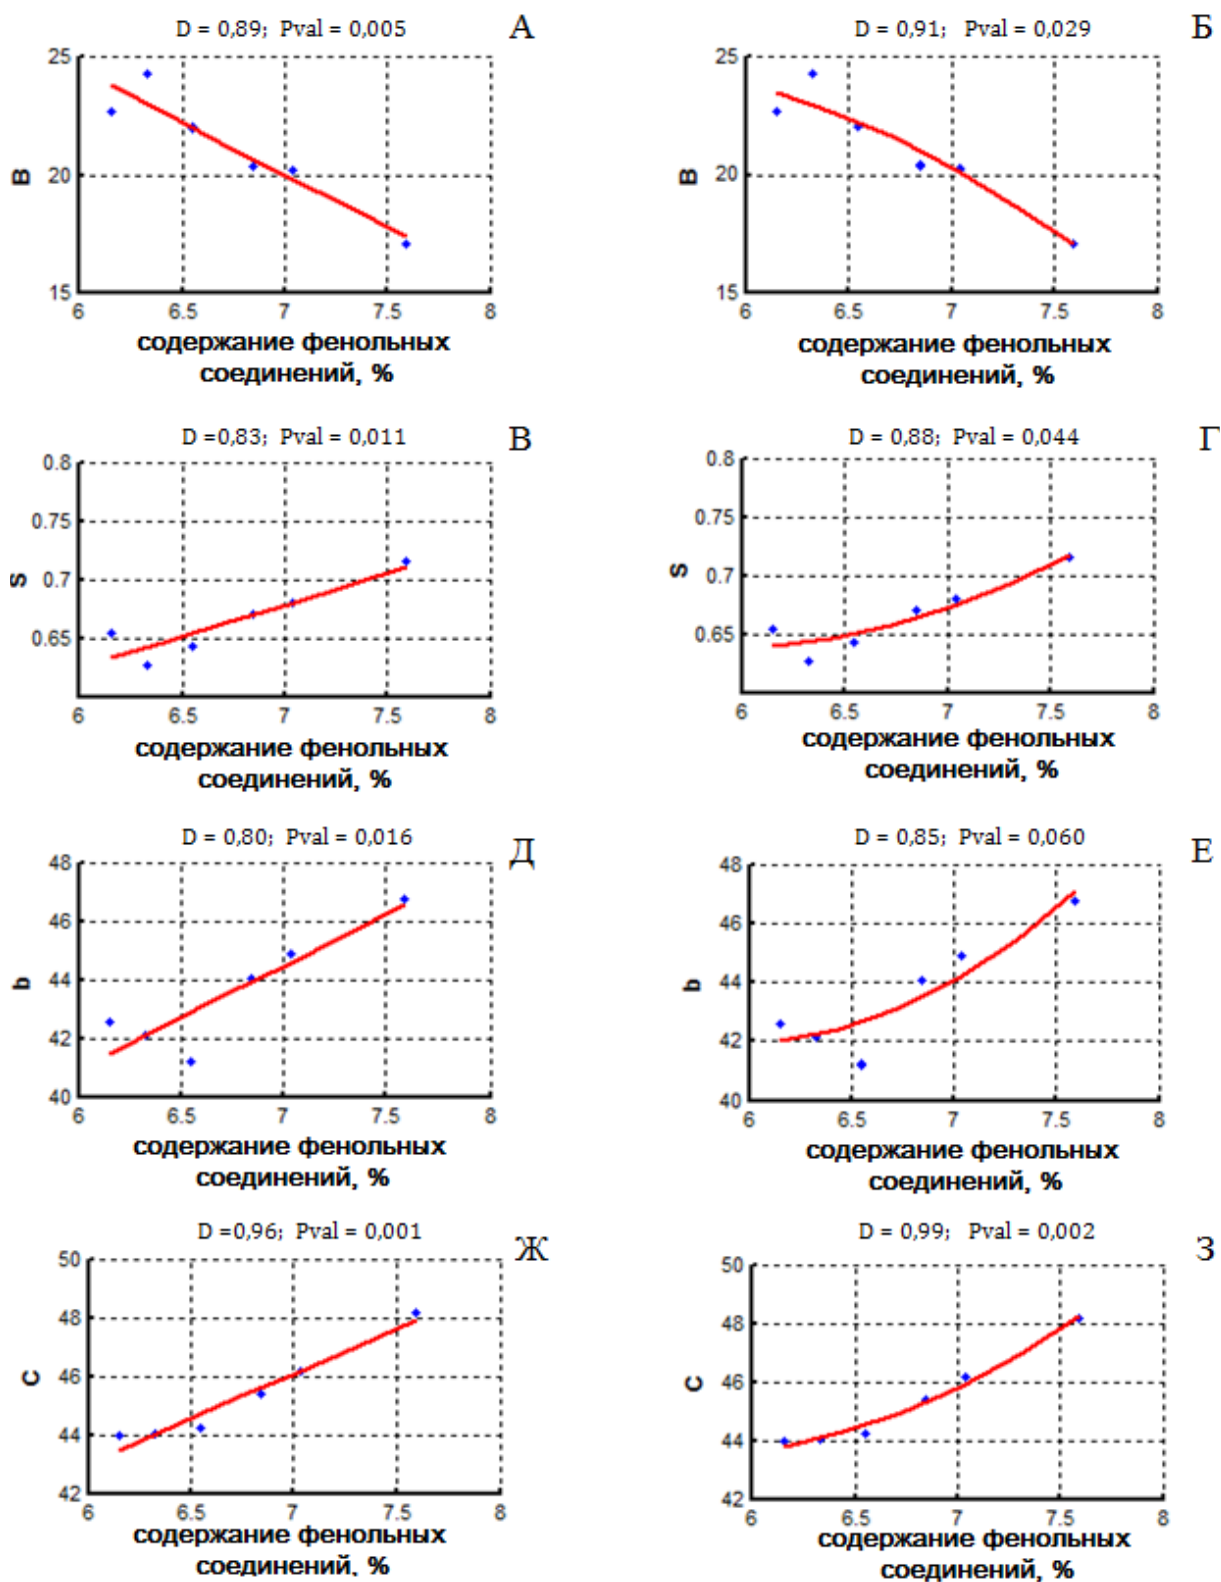 D = 0,89; Pval = 0,005
А
25
20
15
B
6
6.5
7
7.5
8
содержание фенольных
соединений, %
D = 0,91; Pval = 0,029
Б
25
20
15
B
6
6.5
7
7.5
8
содержание фенольных
соединений, %
D =0,83; Pval = 0,011
В
0.8
0.75
0.7
0.65
S
6
6.5
7
7.5
8
содержание фенольных
соединений, %
D = 0,88; Pval = 0,044
Г
0.8
0.75
0.7
0.65
S
6
6.5
7
7.5
8
содержание фенольных
соединений, %
D = 0,80; Pval = 0,016
Д
48
46
44
42
40
b
6
6.5
7
7.5
8
содержание фенольных
соединений, %
D = 0,85; Pval = 0,060
Е
48
46
44
42
40
b
6
6.5
7
7.5
8
содержание фенольных
соединений, %
D =0,96; Pval = 0,001
Ж
50
48
46
44
42
C
6
6.5
7
7.5
8
содержание фенольных
соединений, %
D = 0,99; Pval = 0,002
З
50
48
46
44
42
C
6
6.5
7
7.5
8
содержание фенольных
соединений, %